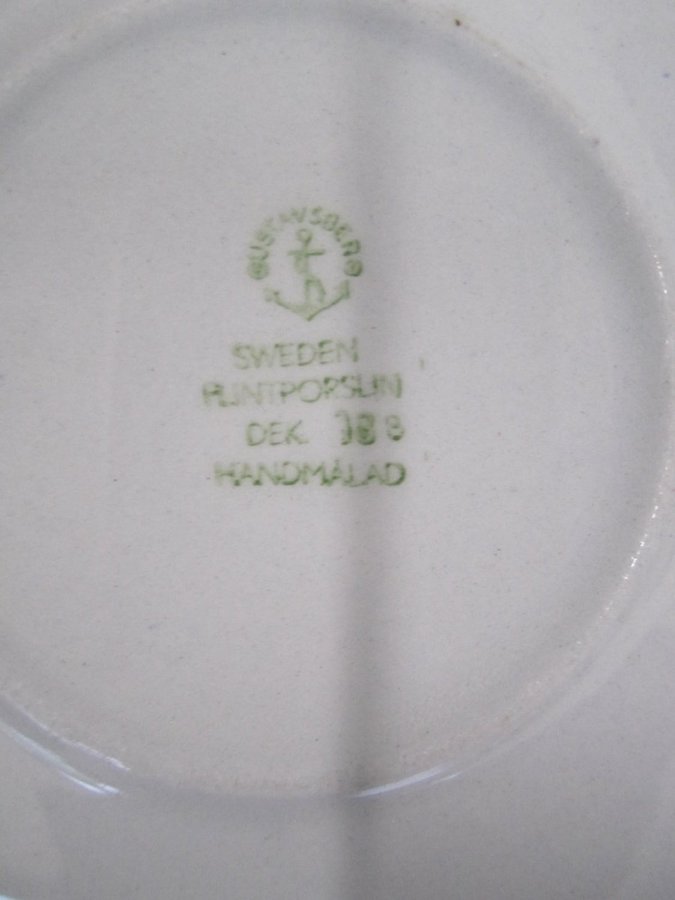 GUSTAVSBERG
SWEDEN
FLINTPORSLIN
DEK.
HANDMÅLAD